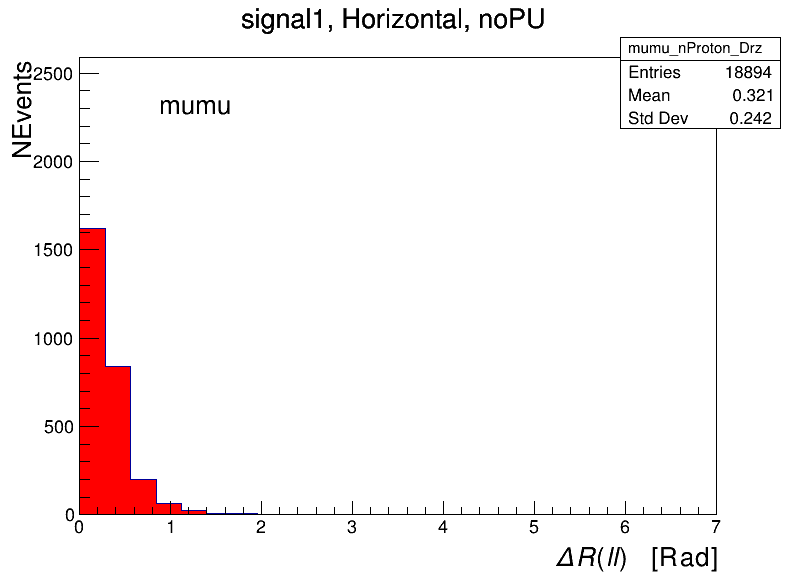 signal1, Horizontal, noPU
mumu_nProton_Drz
Entries 18894
Mean 0.321
Std Dev 0.242
NEvents
mumu
2500
2000
1500
1000
500
0
0 1 2 3 4 5 6 7
ΔR(ll) [Rad]